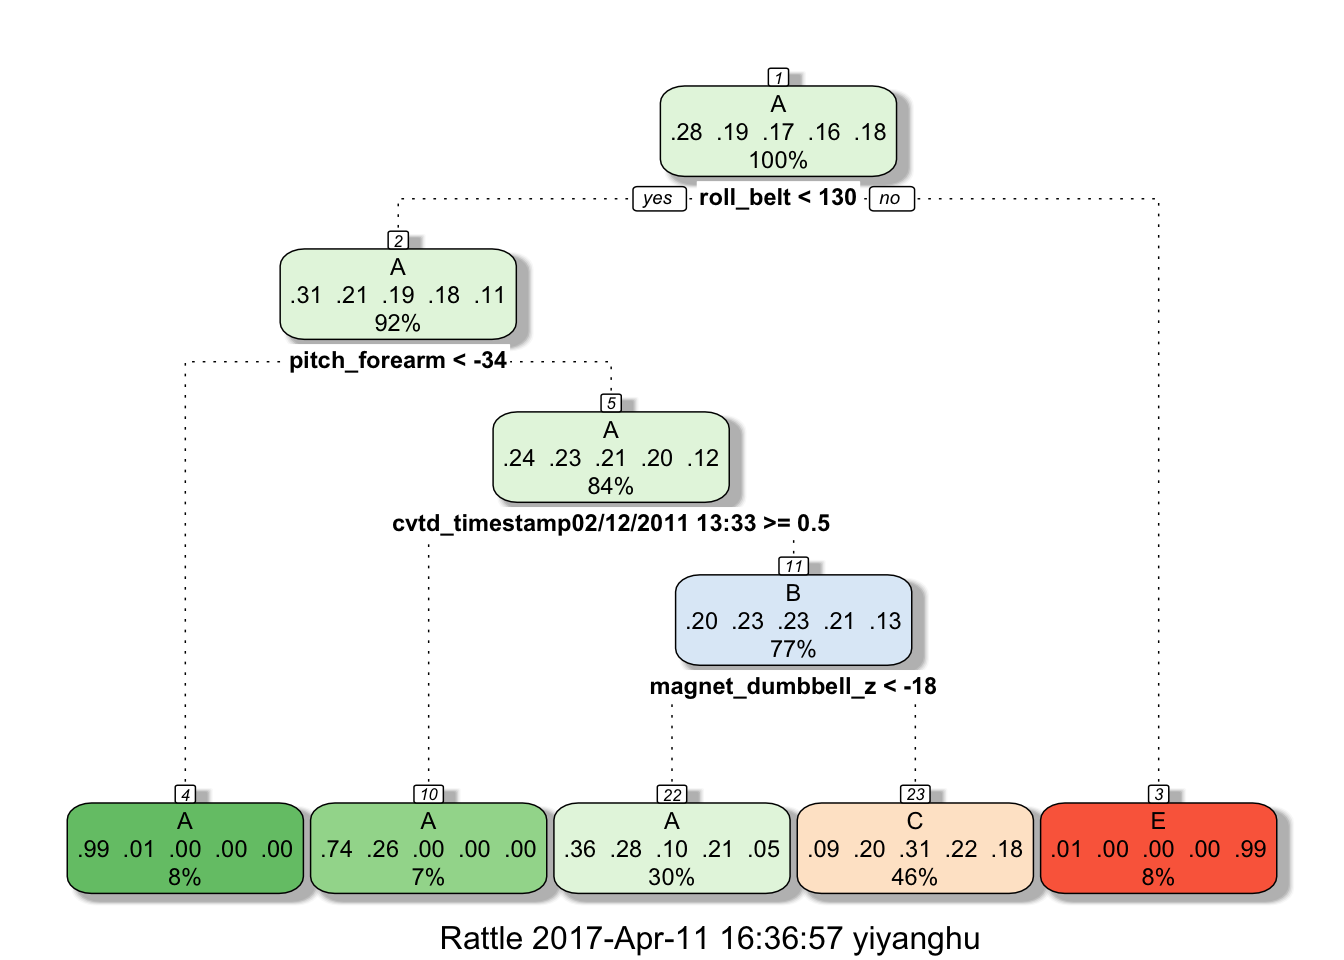 1
A
.28 .19 .17 .16 .18
100%
yes roll_belt < 130 no
2
A
.31 .21 .19 .18 .11
92%
pitch_forearm < -34
5
A
.24 .23 .21 .20 .12
84%
cvtd_timestamp02/12/2011 13:33 >= 0.5
11
B
.20 .23 .23 .21 .13
77%
magnet_dumbbell_z < -18
4
A
.99 .01 .00 .00 .00
8%
10
A
.74 .26 .00 .00 .00
7%
22
A
.36 .28 .10 .21 .05
30%
23
C
.09 .20 .31 .22 .18
46%
3
E
.01 .00 .00 .00 .99
8%
Rattle 2017-Apr-11 16:36:57 yiyanghu